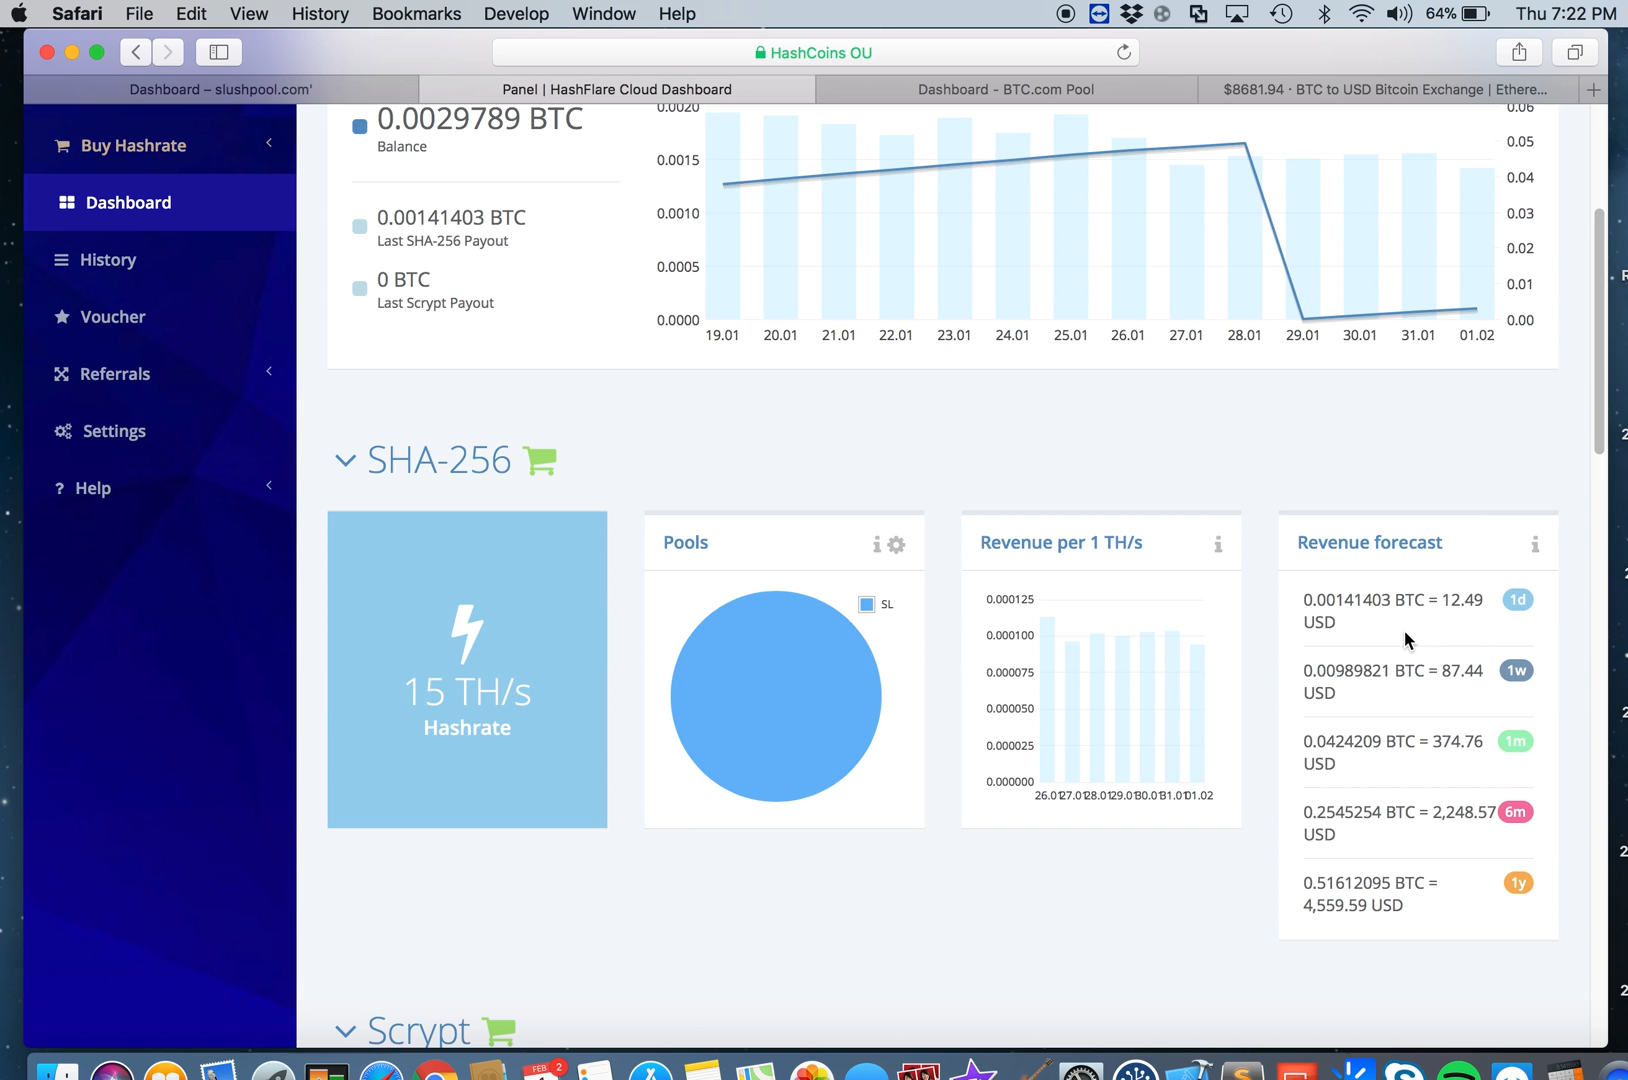 Safari File Edit View History Bookmarks Develop Window Help 64% Thu 7:22 PM
HashCoins OU
Dashboard – slushpool.com' Panel | HashFlare Cloud Dashboard Dashboard - BTC.com Pool $8681.94 · BTC to USD Bitcoin Exchange | Ethere...
Buy Hashrate
Dashboard
History
Voucher
Referrals
Settings
? Help
0.0029789 BTC
Balance
0.00141403 BTC
Last SHA-256 Payout
0 BTC
Last Scrypt Payout
0.0020
0.0015
0.0010
0.0005
0.0000
0.06
0.05
0.04
0.03
0.02
0.01
0.00
19.01 20.01 21.01 22.01 23.01 24.01 25.01 26.01 27.01 28.01 29.01 30.01 31.01 01.02
SHA-256
15 TH/s
Hashrate
Pools
SL
Revenue per 1 TH/s
0.000125
0.000100
0.000075
0.000050
0.000025
0.000000
26.01 27.01 28.01 29.01 30.01 31.01 01.02
Revenue forecast
0.00141403 BTC = 12.49 1d
USD
0.00989821 BTC = 87.44 1w
USD
0.0424209 BTC = 374.76 1m
USD
0.2545254 BTC = 2,248.57 6m
USD
0.51612095 BTC = 1y
4,559.59 USD
Scrypt
FEB 2